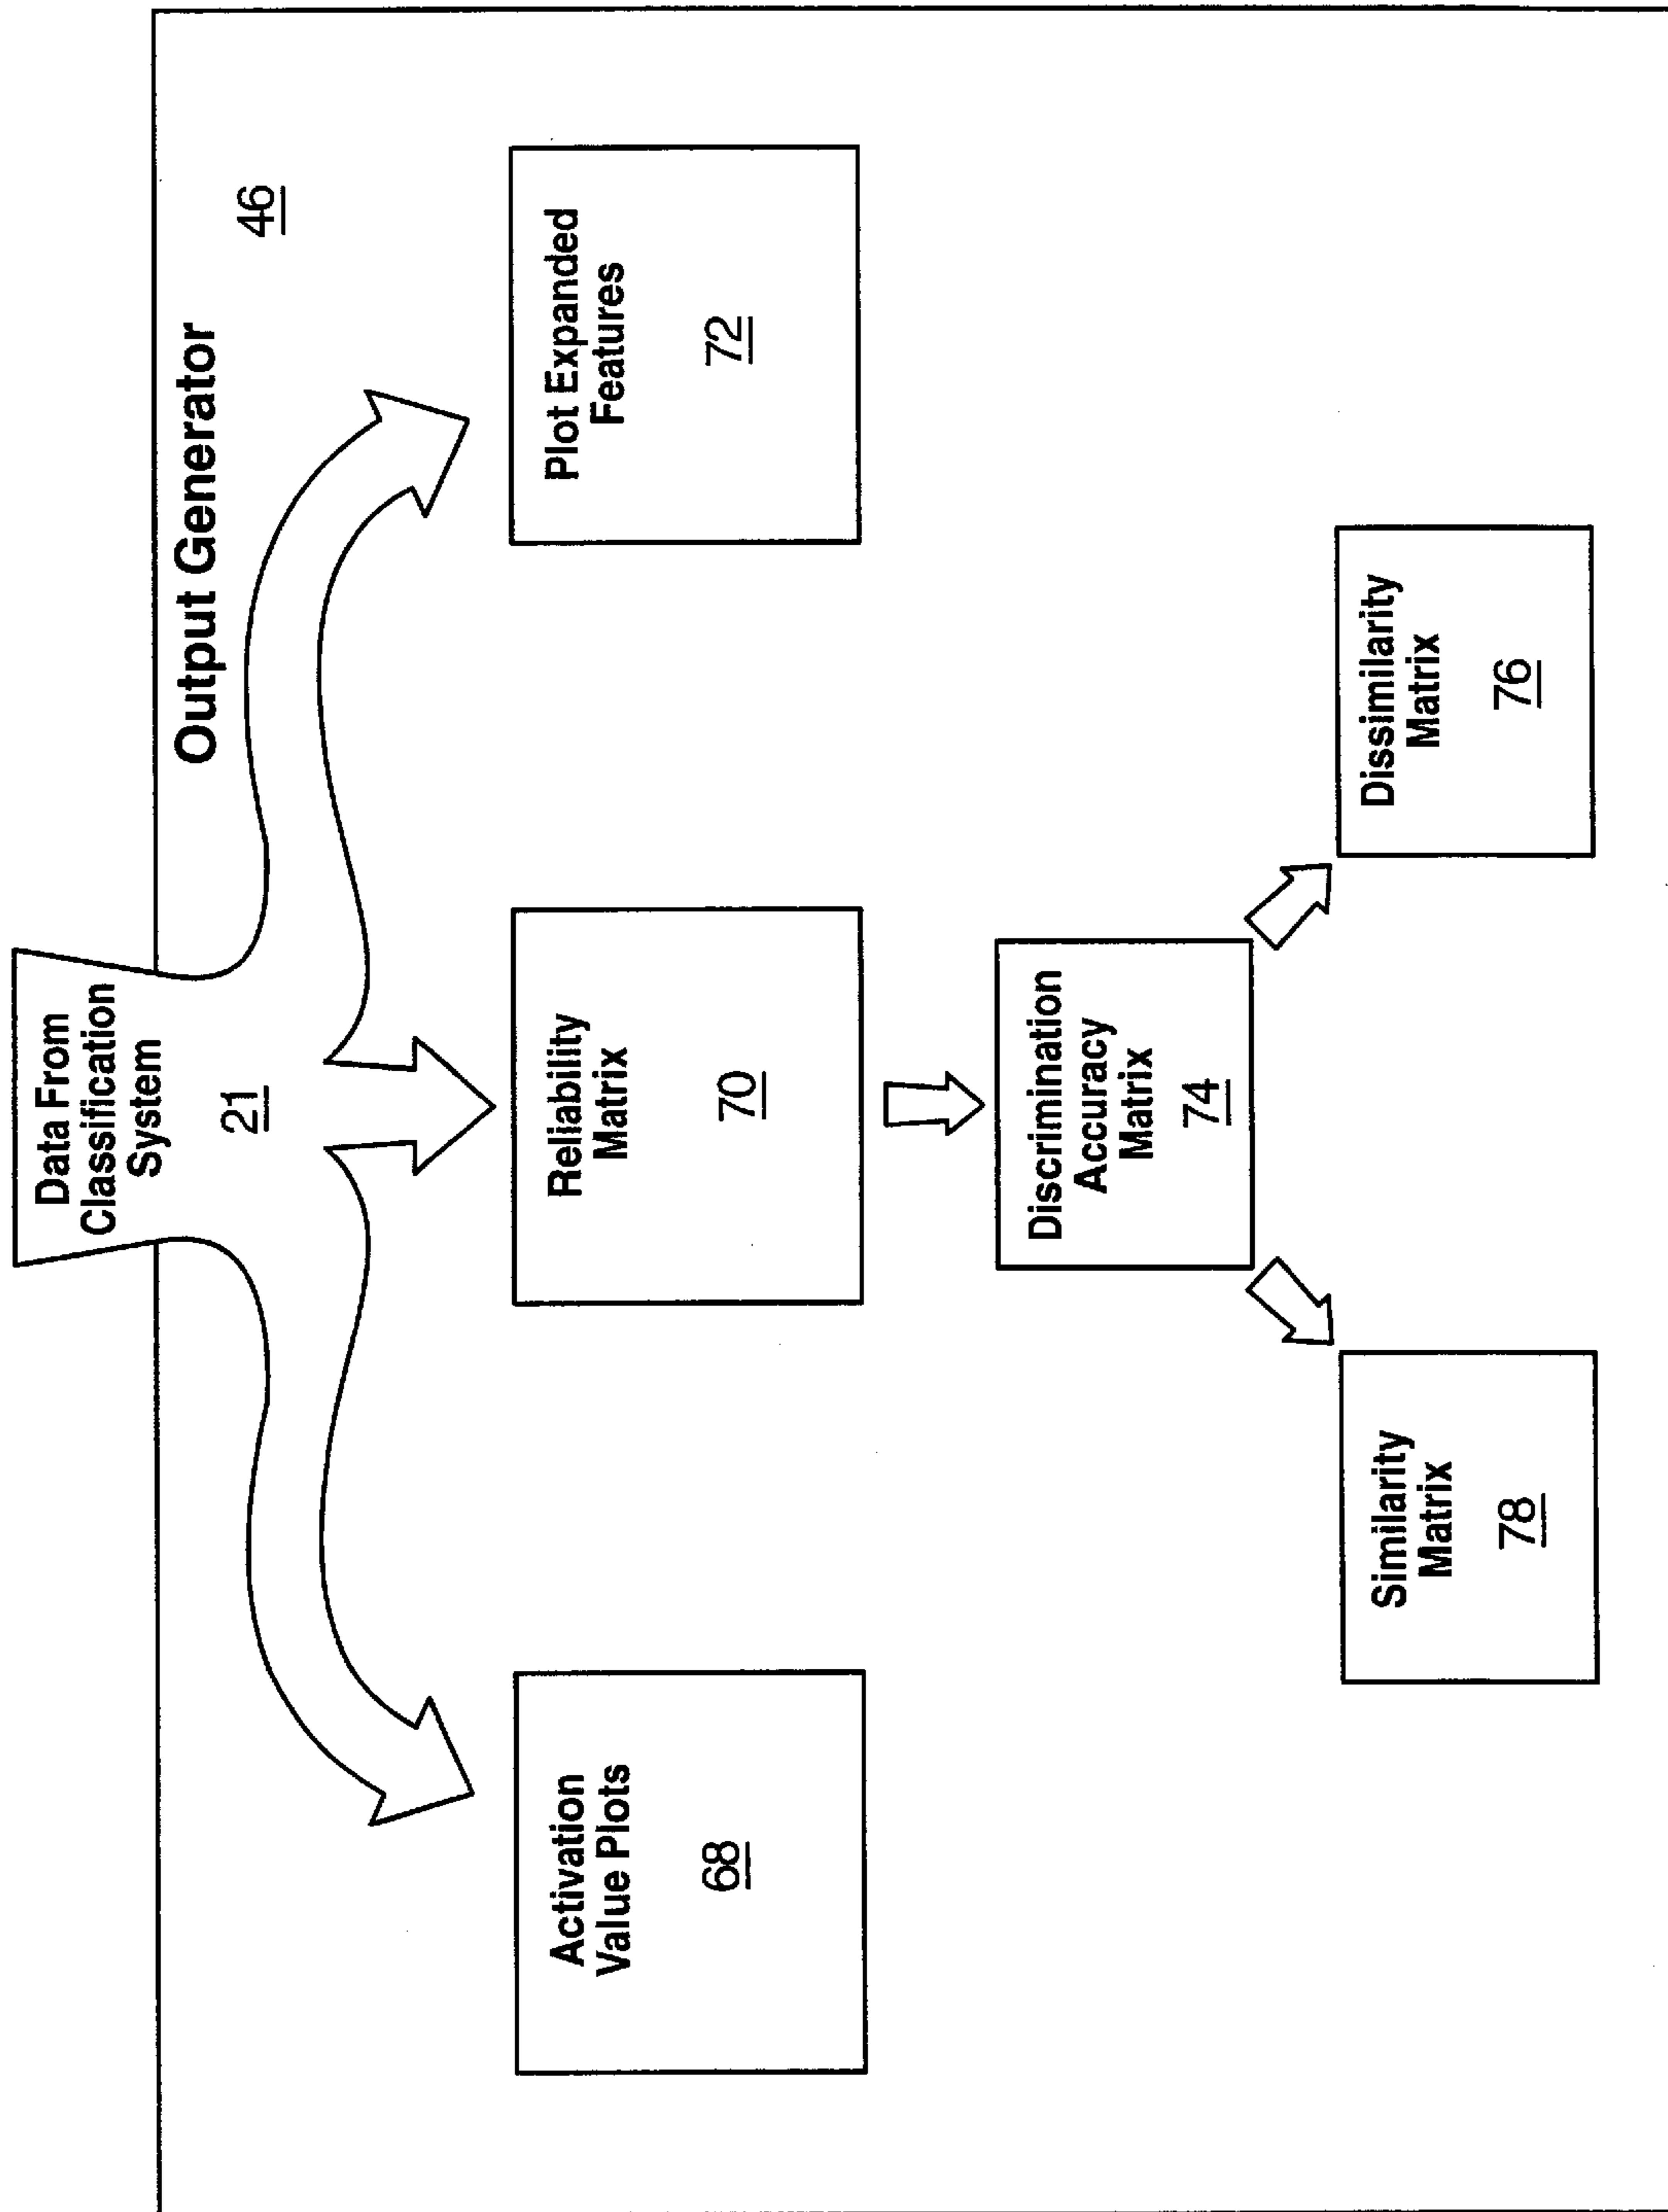 Data From
Classification
System
21
Output Generator
46
Activation
Value Plots
68
Reliability
Matrix
70
Plot Expanded
Features
72
Discrimination
Accuracy
Matrix
74
Similarity
Matrix
78
Dissimilarity
Matrix
76